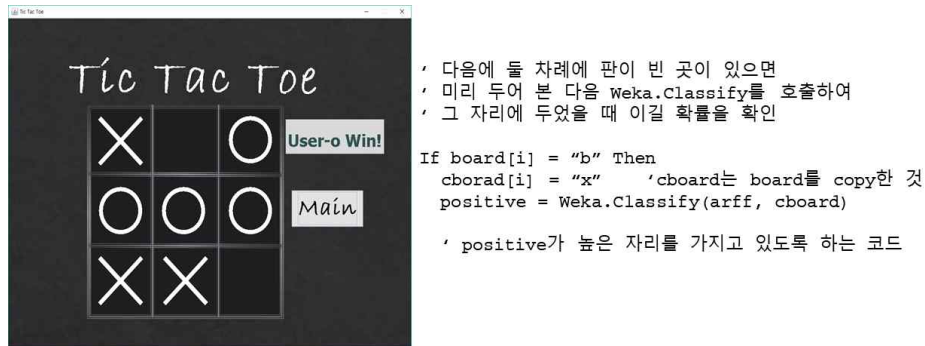 Tic Tac Toe
Tic Tac Toe
X
O
User-o Win!
O O O
Main
X X
‘ 다음에 둘 차례에 판이 빈 곳이 있으면
‘ 미리 두어 본 다음 Weka.Classify를 호출하여
‘ 그 자리에 두었을 때 이길 확률을 확인
If board[i] = “b” Then
cborad[i] = “x” ‘cboard는 board를 copy한 것
positive = Weka.Classify(arff, cboard)
‘ positive가 높은 자리를 가지고 있도록 하는 코드